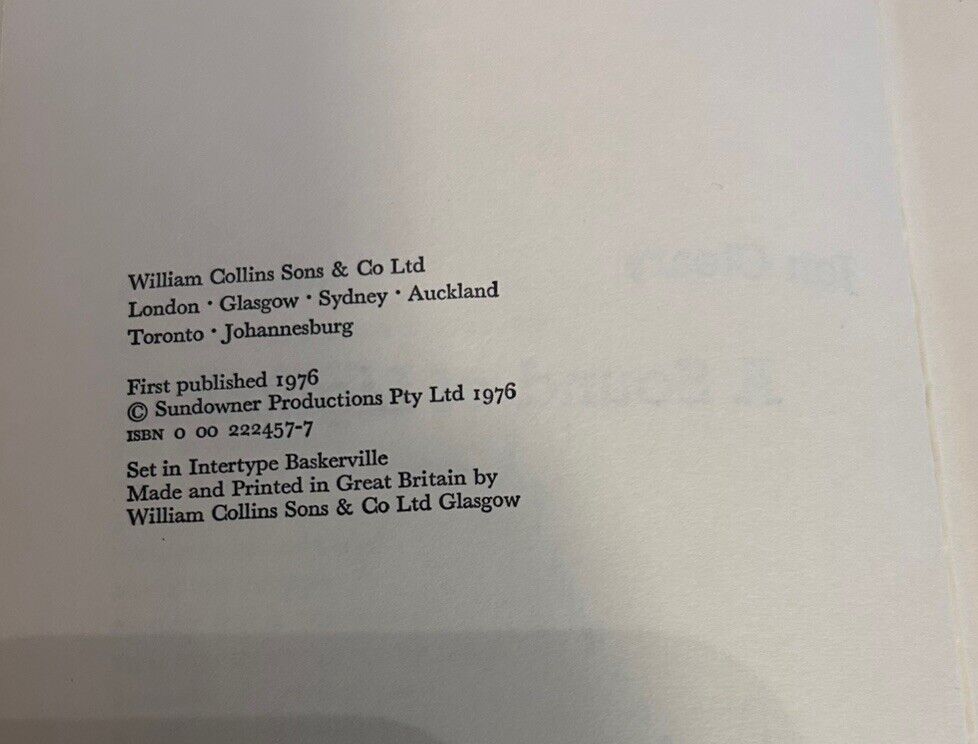 William Collins Sons & Co Ltd
London · Glasgow · Sydney · Auckland
Toronto · Johannesburg
First published 1976
© Sundowner Productions Pty Ltd 1976
ISBN 0 00 222457-7
Set in Intertype Baskerville
Made and Printed in Great Britain by
William Collins Sons & Co Ltd Glasgow